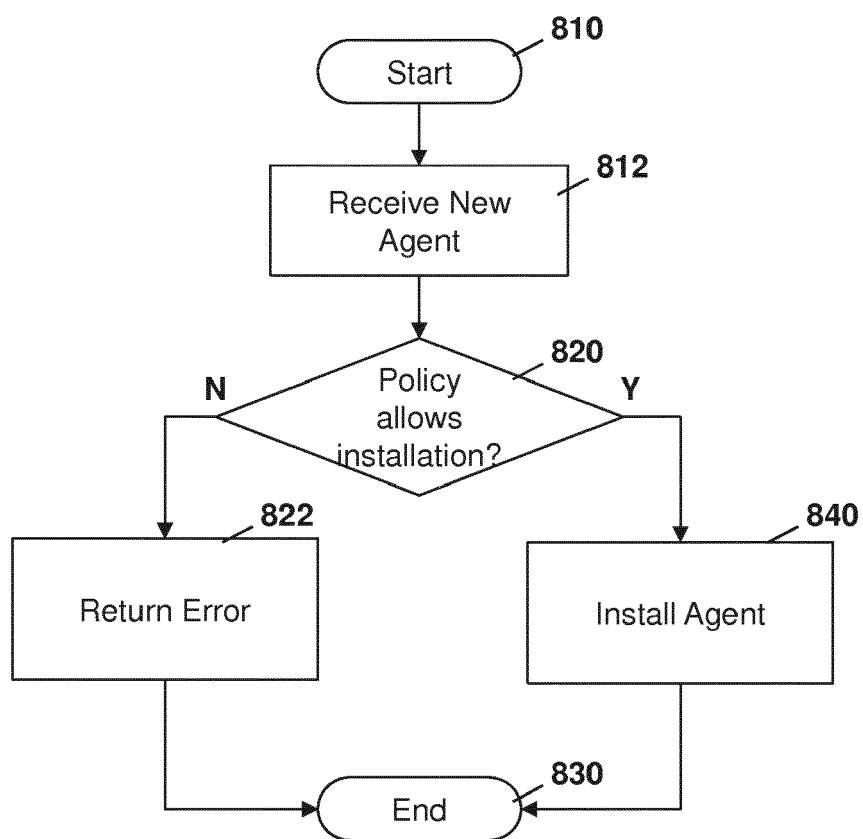 810
Start
812
Receive New
Agent
820
N
Y
Policy
allows
installation?
822
840
Return Error
Install Agent
830
End